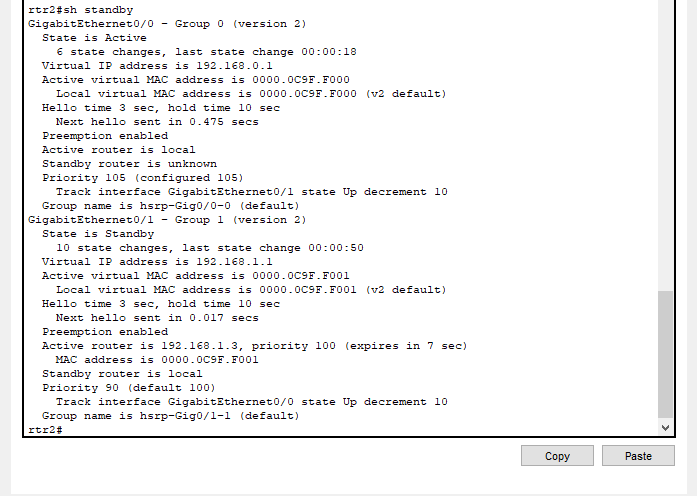 rtr2#sh standby
GigabitEthernet0/0 - Group 0 (version 2)
  State is Active
    6 state changes, last state change 00:00:18
  Virtual IP address is 192.168.0.1
  Active virtual MAC address is 0000.0C9F.F000
    Local virtual MAC address is 0000.0C9F.F000 (v2 default)
  Hello time 3 sec, hold time 10 sec
    Next hello sent in 0.475 secs
  Preemption enabled
  Active router is local
  Standby router is unknown
  Priority 105 (configured 105)
    Track interface GigabitEthernet0/1 state Up decrement 10
  Group name is hsrp-Gig0/0-0 (default)
GigabitEthernet0/1 - Group 1 (version 2)
  State is Standby
    10 state changes, last state change 00:00:50
  Virtual IP address is 192.168.1.1
  Active virtual MAC address is 0000.0C9F.F001
    Local virtual MAC address is 0000.0C9F.F001 (v2 default)
  Hello time 3 sec, hold time 10 sec
    Next hello sent in 0.017 secs
  Preemption enabled
  Active router is 192.168.1.3, priority 100 (expires in 7 sec)
    MAC address is 0000.0C9F.F001
  Standby router is local
  Priority 90 (default 100)
    Track interface GigabitEthernet0/0 state Up decrement 10
  Group name is hsrp-Gig0/1-1 (default)
rtr2#
Copy
Paste